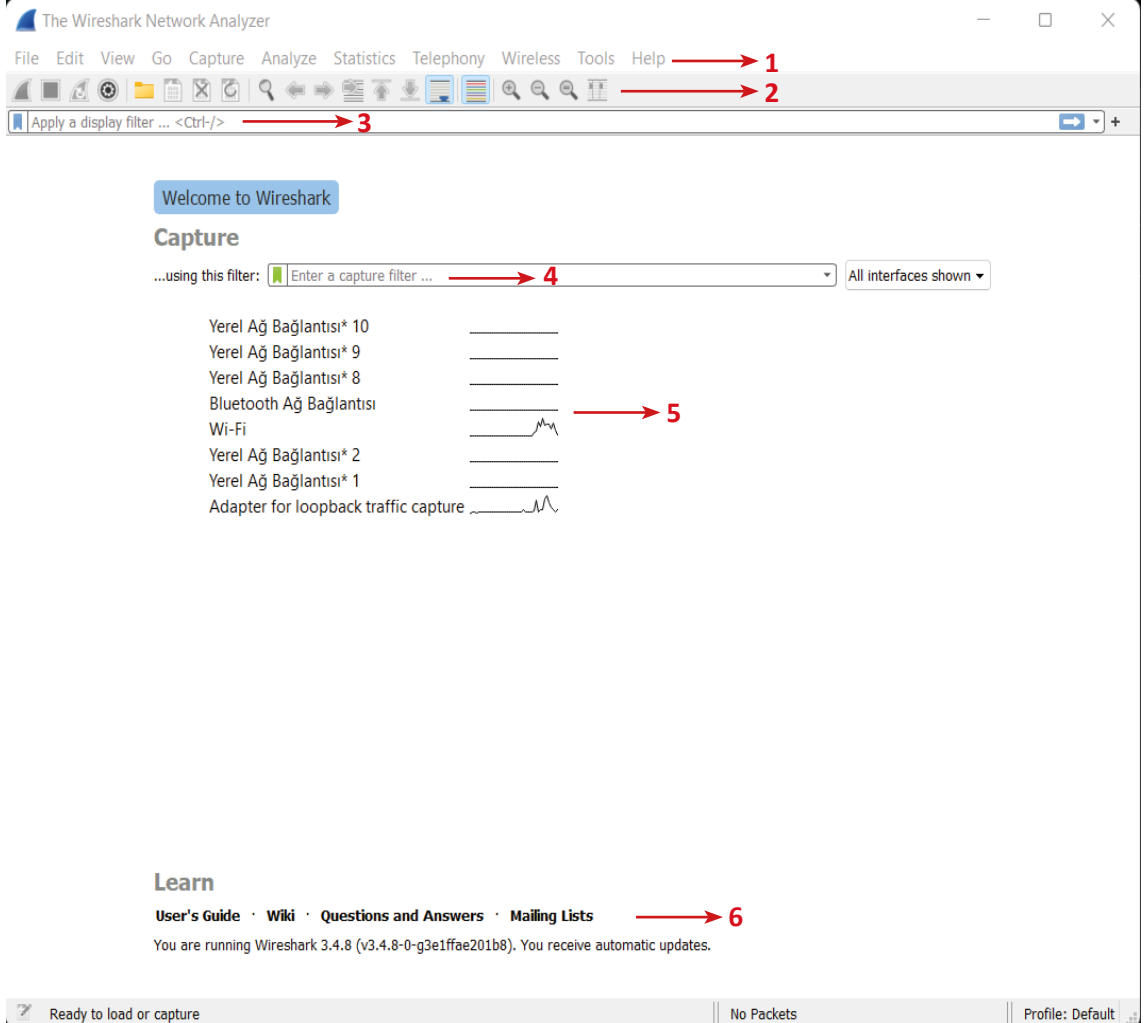 The Wireshark Network Analyzer
File Edit View Go Capture Analyze Statistics Telephony Wireless Tools Help 1
2
Apply a display filter ... <Ctrl-/> 3 +
Welcome to Wireshark
Capture
...using this filter: Enter a capture filter ... 4 All interfaces shown
Yerel Ağ Bağlantısı* 10
Yerel Ağ Bağlantısı* 9
Yerel Ağ Bağlantısı* 8
Bluetooth Ağ Bağlantısı
5
Wi-Fi
Yerel Ağ Bağlantısı* 2
Yerel Ağ Bağlantısı* 1
Adapter for loopback traffic capture
Learn
User's Guide · Wiki · Questions and Answers · Mailing Lists 6
You are running Wireshark 3.4.8 (v3.4.8-0-g3e1ffae201b8). You receive automatic updates.
Ready to load or capture No Packets Profile: Default